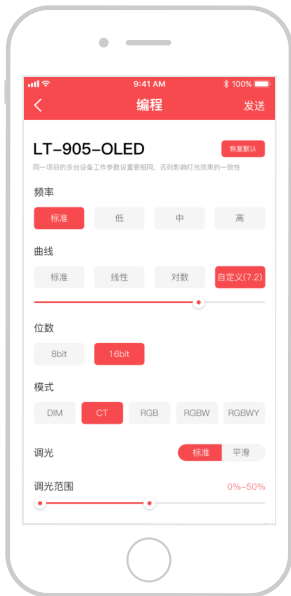 9:41 AM 100%
编程 发送
LT-905-OLED 恢复默认
同一项目的多台设备工作参数设置要相同，否则影响灯光效果的一致性
频率
标准 低 中 高
曲线
标准 线性 对数 自定义(7.2)
位数
8bit 16bit
模式
DIM CT RGB RGBW RGBWY
调光 标准 平滑
调光范围 0%-50%